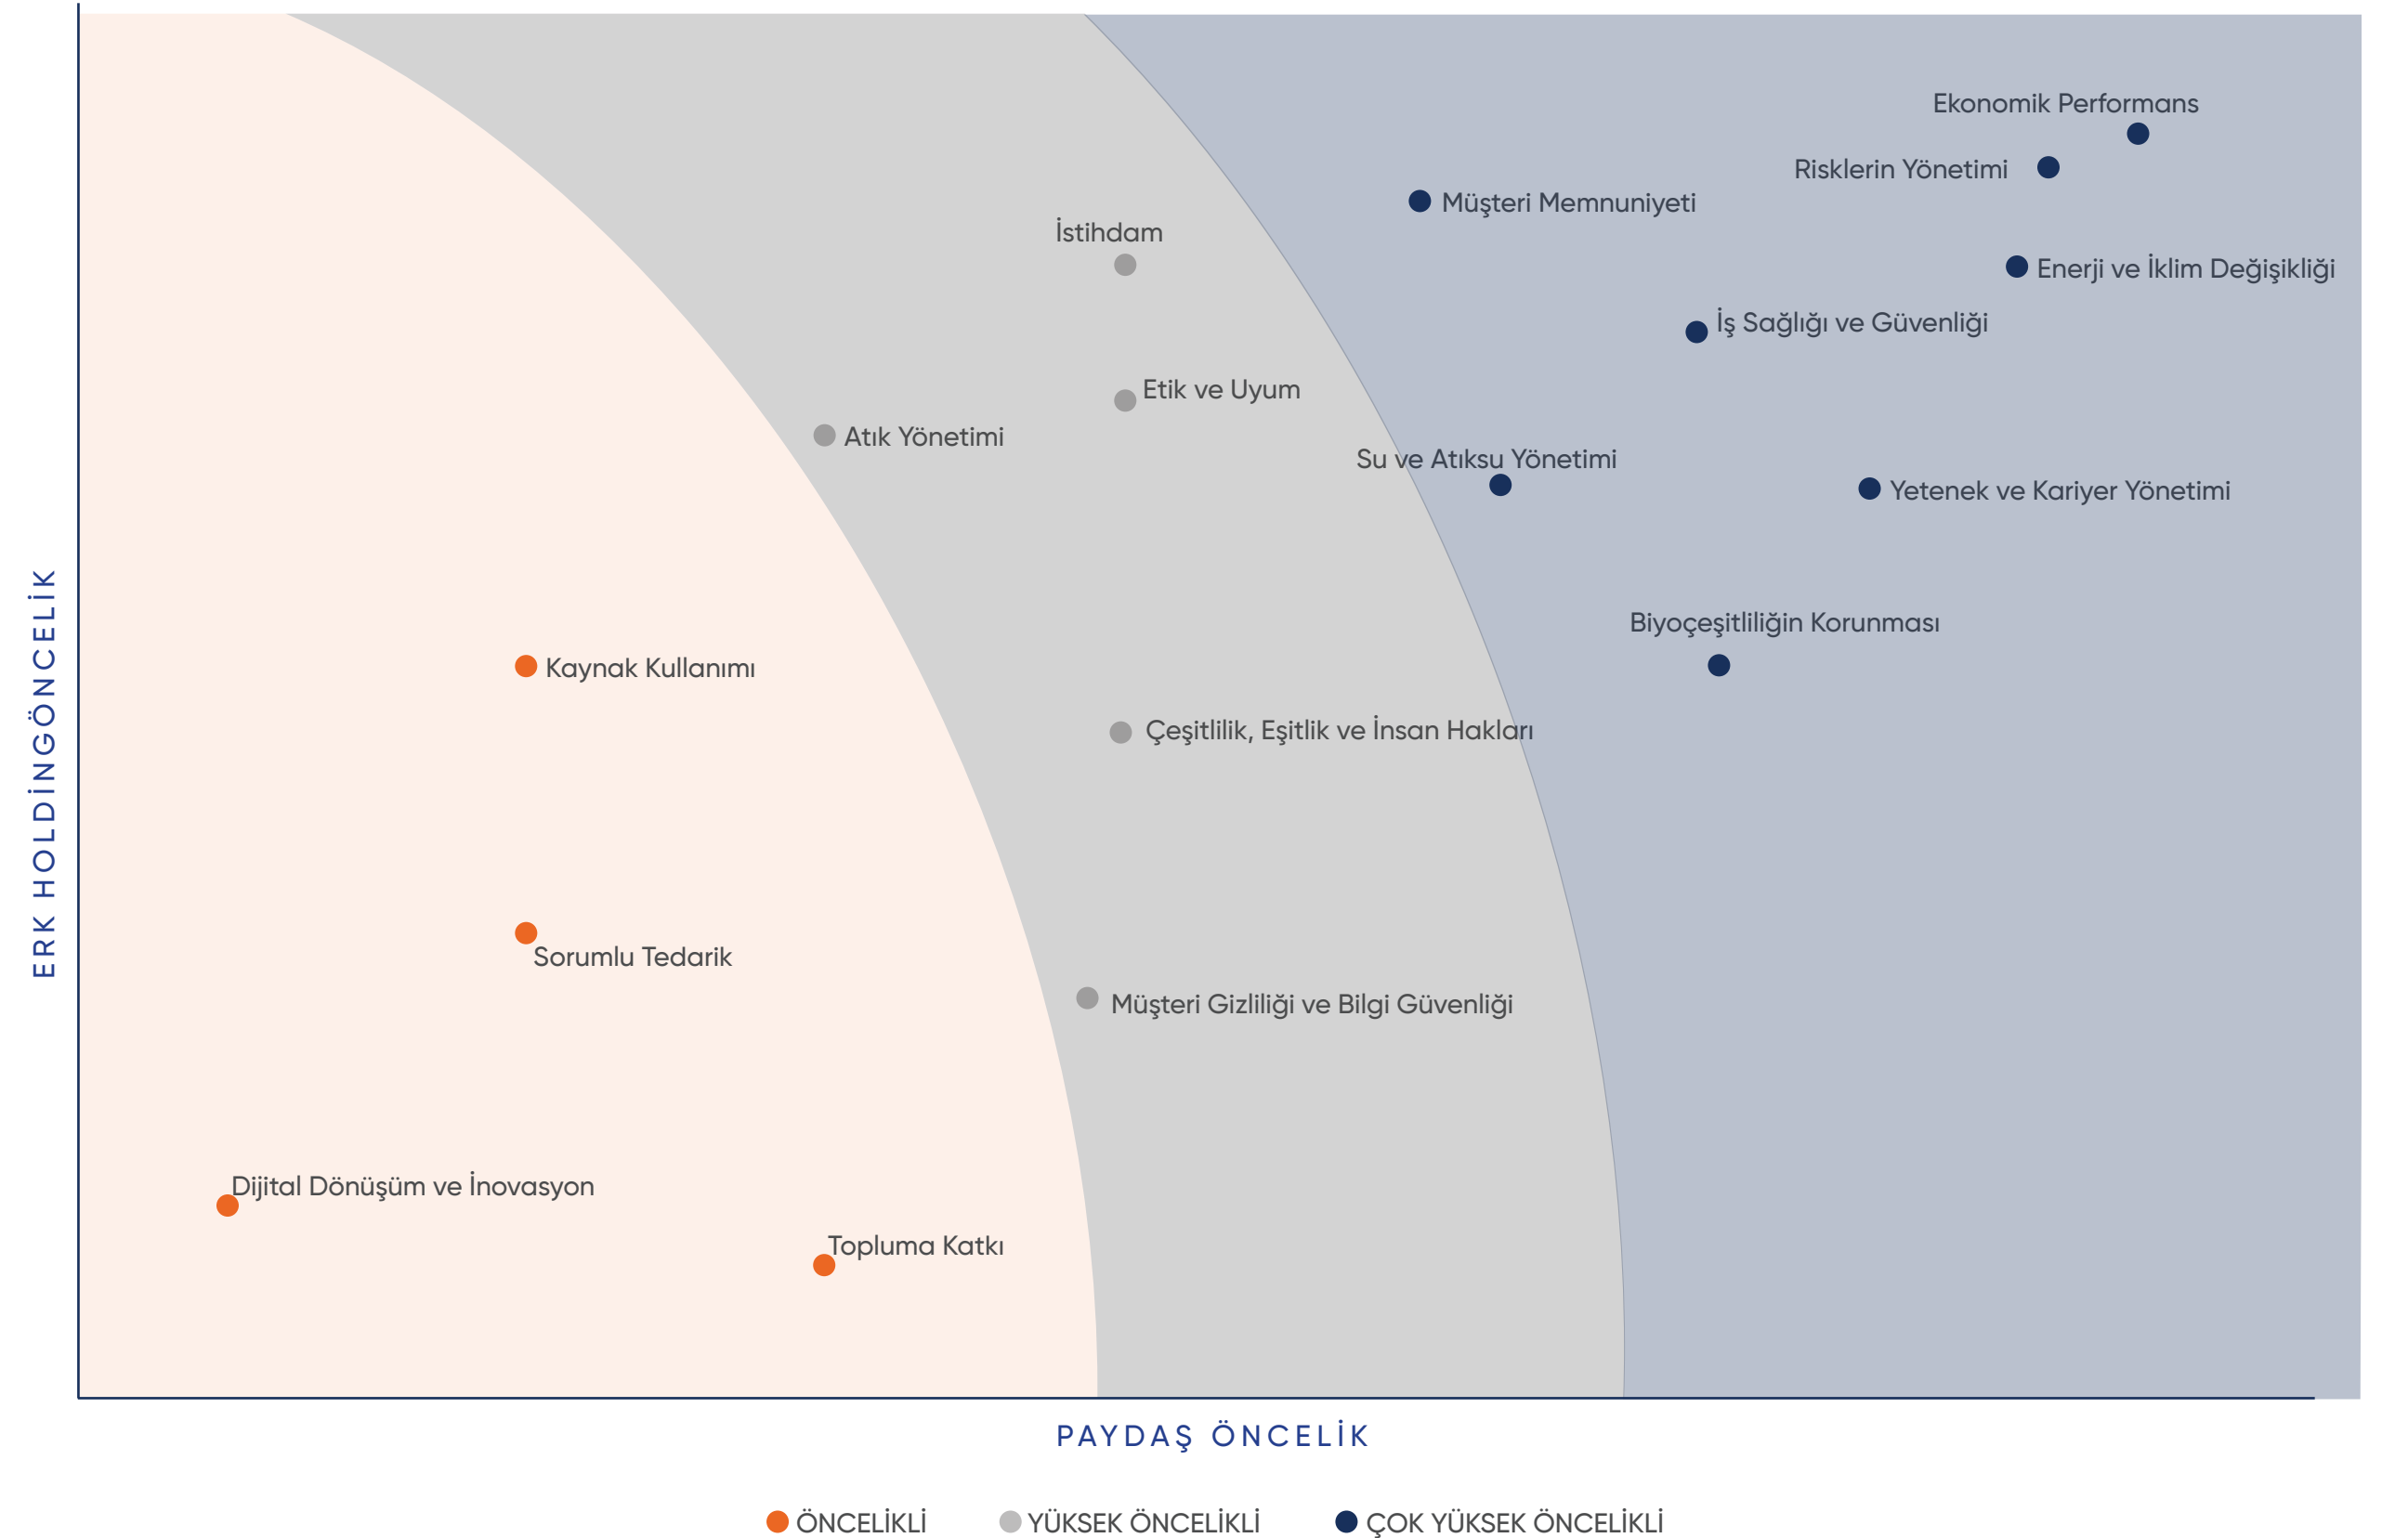 Ekonomik Performans
Risklerin Yönetimi
Müşteri Memnuniyeti
İstihdam
Enerji ve İklim Değişikliği
İş Sağlığı ve Güvenliği
Etik ve Uyum
Atık Yönetimi
Su ve Atıksu Yönetimi
Yetenek ve Kariyer Yönetimi
Biyoçeşitliliğin Korunması
Kaynak Kullanımı
Çeşitlilik, Eşitlik ve İnsan Hakları
ERK HOLDİNGÖNCELİK
Sorumlu Tedarik
Müşteri Gizliliği ve Bilgi Güvenliği
Dijital Dönüşüm ve İnovasyon
Topluma Katkı
PAYDAŞ ÖNCELİK
ÖNCELİKLİ
YÜKSEK ÖNCELİKLİ
ÇOK YÜKSEK ÖNCELİKLİ